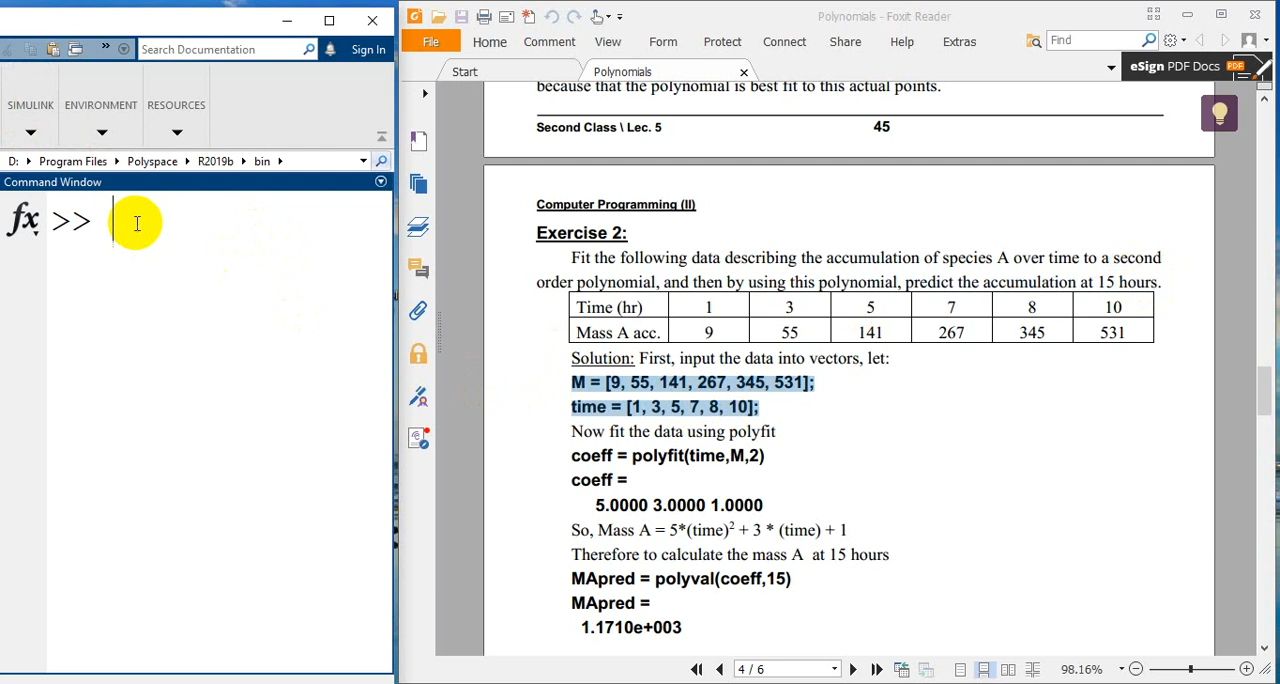 Search Documentation
Sign In
SIMULINK ENVIRONMENT RESOURCES
D: Program Files Polyspace R2019b bin
Command Window
fx >>
Polynomials - Foxit Reader
File Home Comment View Form Protect Connect Share Help Extras
Find
Start Polynomials
eSign PDF Docs PDF
because that the polynomial is best fit to this actual points.
Second Class \ Lec. 5 45
Computer Programming (II)
Exercise 2:
Fit the following data describing the accumulation of species A over time to a second
order polynomial, and then by using this polynomial, predict the accumulation at 15 hours.
Time (hr) 1 3 5 7 8 10
Mass A acc. 9 55 141 267 345 531
Solution: First, input the data into vectors, let:
M = [9, 55, 141, 267, 345, 531];
time = [1, 3, 5, 7, 8, 10];
Now fit the data using polyfit
coeff = polyfit(time,M,2)
coeff =
5.0000 3.0000 1.0000
So, Mass A = 5*(time)² + 3 * (time) + 1
Therefore to calculate the mass A at 15 hours
MApred = polyval(coeff,15)
MApred =
1.1710e+003
4 / 6
98.16%